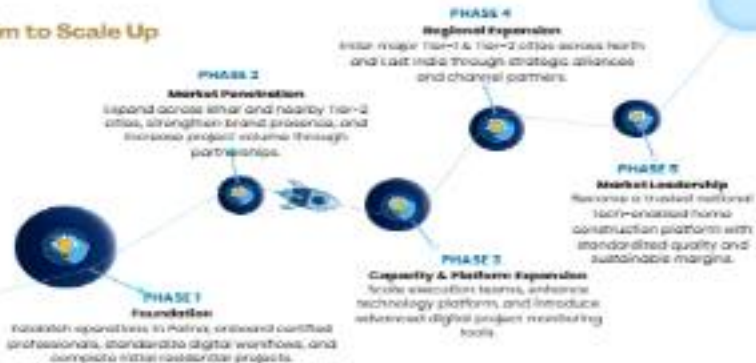 m to Scale Up
PHASE 4
Regional Expansion
Enter major Tier-1 & Tier-2 cities across North
and East India through strategic alliances
and channel partners.
PHASE 2
Market Penetration
Expand across Bihar and nearby Tier-2
cities, strengthen brand presence, and
increase project volume through
partnerships.
PHASE 5
Market Leadership
Become a trusted national
tech-enabled home
construction platform with
standardized quality and
sustainable margins.
PHASE 3
Capacity & Platform Expansion
Scale execution teams, enhance
technology platform, and introduce
advanced digital project monitoring
tools.
PHASE 1
Foundation
Establish operations in Patna, onboard certified
professionals, standardize digital workflows, and
complete initial residential projects.